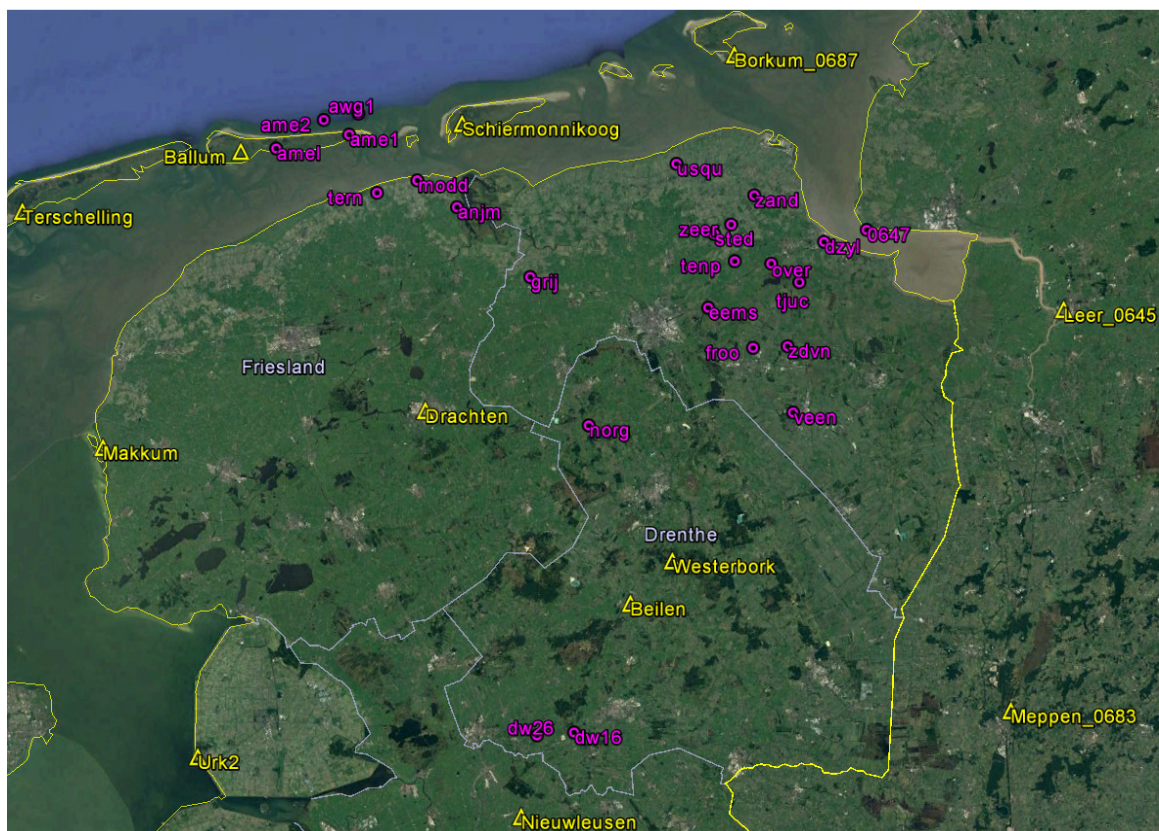 Borkum_0687
awg1
ame2
Schiermonnikoog
ame1
amel
Ballum
usqu
modd
tern
zand
anjm
Terschelling
zeer
0647
sted
dzyl
tenp
over
grij
tjuc
eems
Leer_0645
froo
zdvn
Friesland
Drachten
veen
norg
Makkum
Drenthe
Westerbork
Beilen
Meppen_0683
dw26
dw16
Urk2
Nieuwleusen